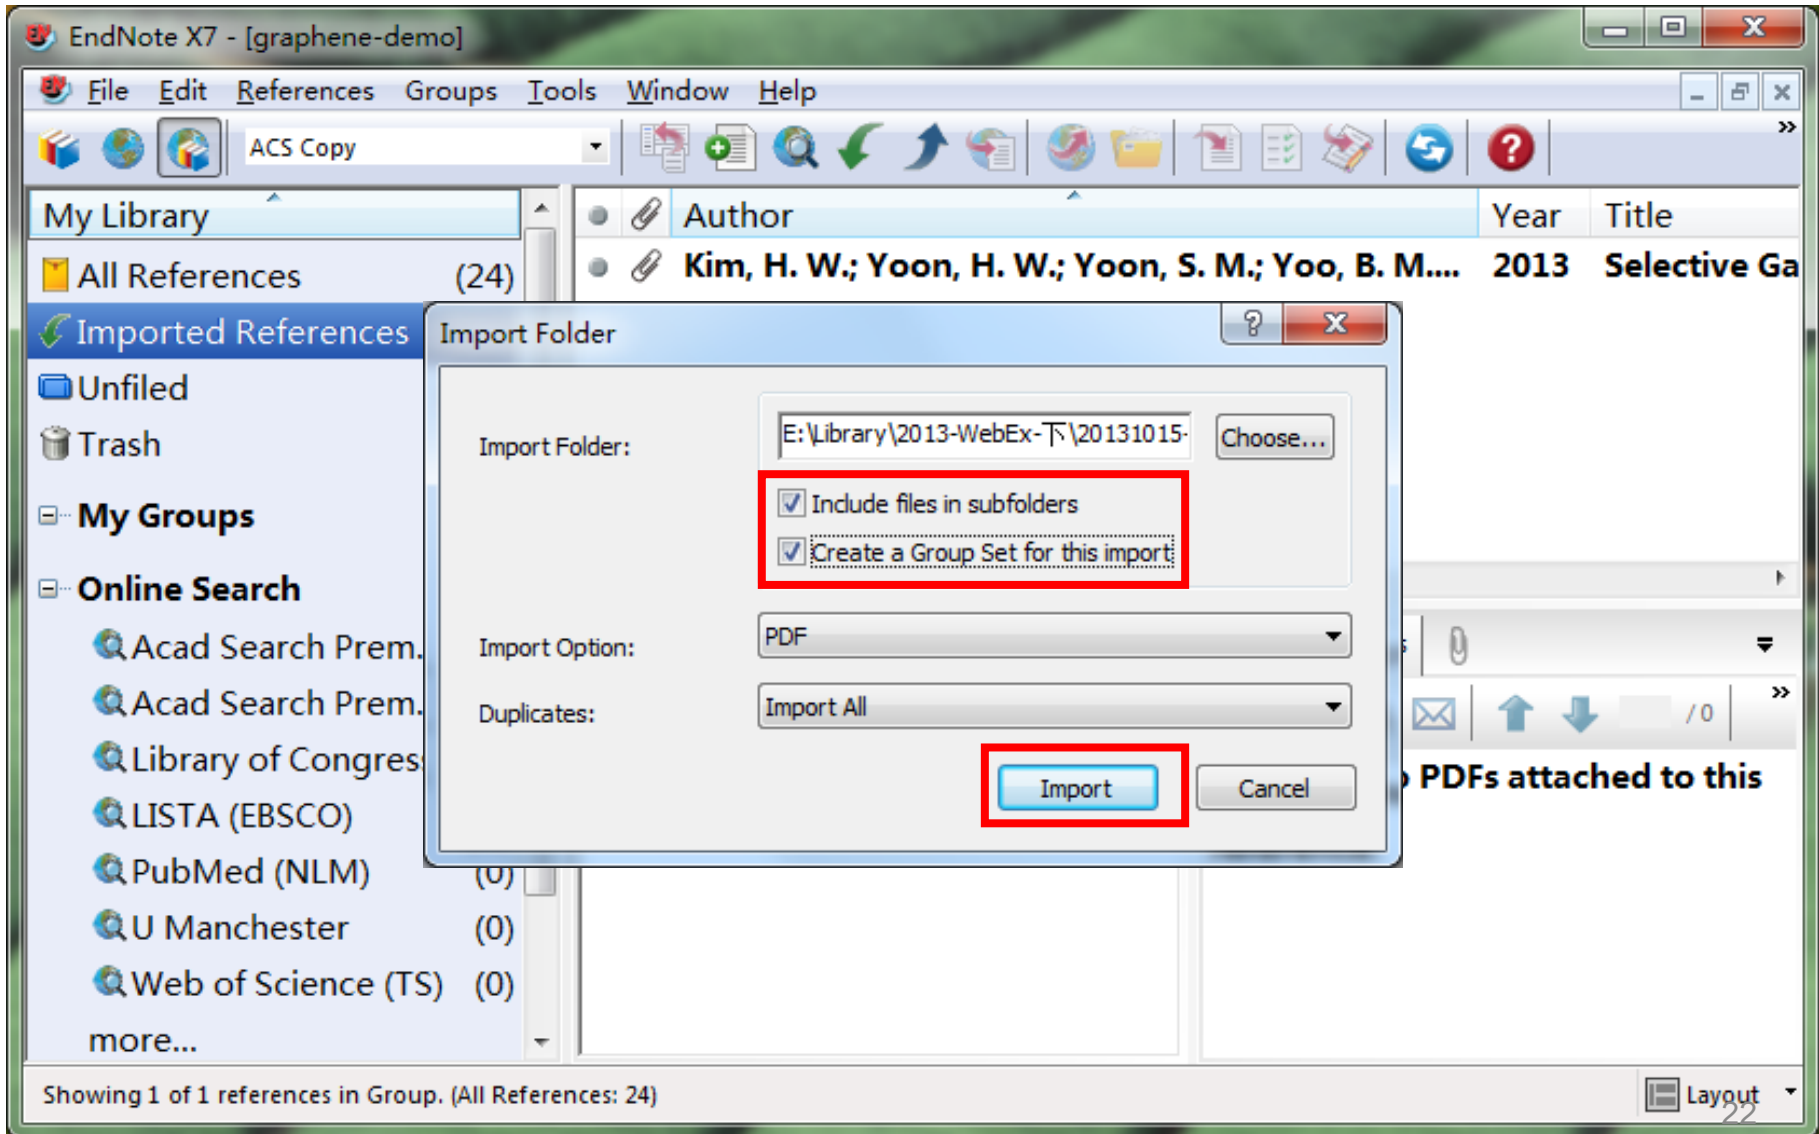 EndNote X7 - [graphene-demo]
File Edit References Groups Tools Window Help
ACS Copy
My Library
All References (24)
Imported References
Unfiled
Trash
My Groups
Online Search
Acad Search Prem.
Acad Search Prem.
Library of Congres
LISTA (EBSCO)
PubMed (NLM) (0)
U Manchester (0)
Web of Science (TS) (0)
more...
Author Year Title
Kim, H. W.; Yoon, H. W.; Yoon, S. M.; Yoo, B. M.... 2013 Selective Ga
Import Folder
Import Folder: E:\Library\2013-WebEx-下\20131015- Choose...
Include files in subfolders
Create a Group Set for this import
Import Option: PDF
Duplicates: Import All
Import Cancel
/ 0
PDFs attached to this
Showing 1 of 1 references in Group. (All References: 24)
Layout
22